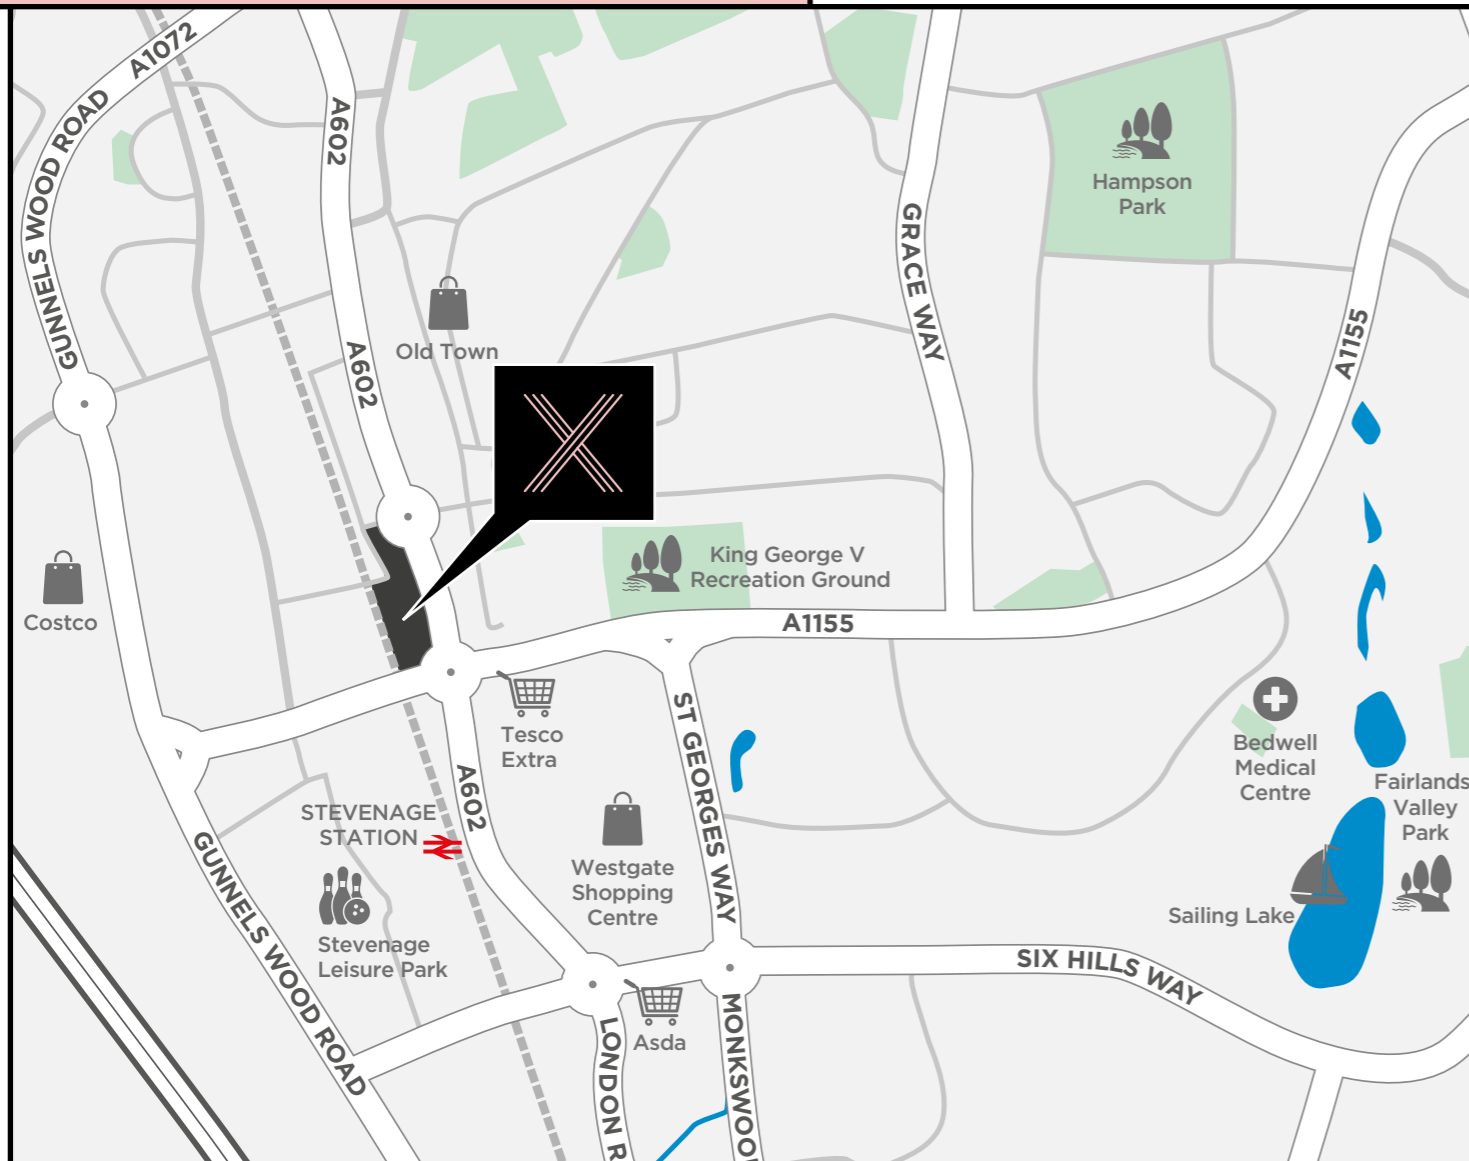 A1072
GUNNELS WOOD ROAD
GUNNELS
A602
A602
Old Town
GRACE WAY
Hampson
Park
A1155
Costco
King George V
Recreation Ground
A1155
Tesco
Extra
ST GEORGES WAY
A602
STEVENAGE
STATION
Stevenage
Leisure Park
GUNNELS WOOD ROAD
Westgate
Shopping
Centre
Bedwell
Medical
Centre
Fairlands
Valley
Park
Sailing Lake
SIX HILLS WAY
Asda
LONDON R
MONKSWOO